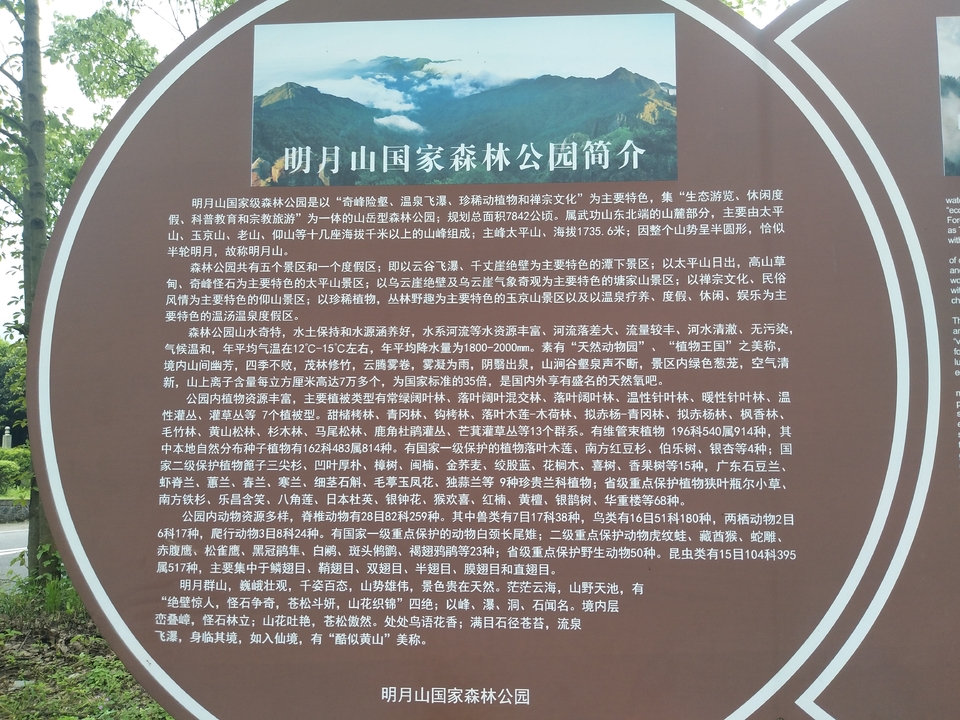 明月山国家森林公园简介
明月山国家级森林公园是以“奇峰险壑、温泉飞瀑、珍稀动植物和禅宗文化”为主要特色，集“生态游览、休闲度
假、科普教育和宗教旅游”为一体的山岳型森林公园；规划总面积7842公顷。属武功山东北端的山麓部分，主要由太平
山、玉京山、老山、仰山等十几座海拔千米以上的山峰组成；主峰太平山、海拔1735.6米；因整个山势呈半圆形，恰似
半轮明月，故称明月山。
森林公园共有五个景区和一个度假区；即以云谷飞瀑、千丈崖绝壁为主要特色的潭下景区；以太平山日出，高山草
甸、奇峰怪石为主要特色的太平山景区；以乌云崖绝壁及乌云崖气象奇观为主要特色的塘家山景区；以禅宗文化、民俗
风情为主要特色的仰山景区；以珍稀植物，丛林野趣为主要特色的玉京山景区以及以温泉疗养、度假、休闲、娱乐为主
要特色的温汤温泉度假区。
森林公园山水奇特，水土保持和水源涵养好，水系河流等水资源丰富、河流落差大、流量较丰、河水清澈、无污染，
气候温和，年平均气温在12℃-15℃左右，年平均降水量为1800-2000mm。素有“天然动物园”、“植物王国”之美称，
境内山间幽芳，四季不败，茂林修竹，云腾雾卷，雾凝为雨，阴翳出泉，山涧谷壑泉声不断，景区内绿色葱茏，空气清
新，山上离子含量每立方厘米高达7万多个，为国家标准的35倍，是国内外享有盛名的天然氧吧。
公园内植物资源丰富，主要植被类型有常绿阔叶林、落叶阔叶混交林、落叶阔叶林、温性针叶林、暖性针叶林、温
性灌丛、灌草丛等 7个植被型。甜槠栲林、青冈林、钩栲林、落叶木莲-木荷林、拟赤杨-青冈林、拟赤杨林、枫香林、
毛竹林、黄山松林、杉木林、马尾松林、鹿角杜鹃灌丛、芒萁灌草丛等13个群系。有维管束植物 196科540属914种，其
中本地自然分布种子植物有162科483属814种。有国家一级保护的植物落叶木莲、南方红豆杉、伯乐树、银杏等4种；国
家二级保护植物篦子三尖杉、凹叶厚朴、樟树、闽楠、金荞麦、绞股蓝、花榈木、喜树、香果树等15种，广东石豆兰、
虾脊兰、蕙兰、春兰、寒兰、细茎石斛、毛葶玉凤花、独蒜兰等 9种珍贵兰科植物；省级重点保护植物狭叶瓶尔小草、
南方铁杉、乐昌含笑、八角莲、日本杜英、银钟花、猴欢喜、红楠、黄檀、银鹊树、华重楼等68种。
公园内动物资源多样，脊椎动物有28目82科259种。其中兽类有7目17科38种，鸟类有16目51科180种，两栖动物2目
6科17种，爬行动物3目8科24种。有国家一级重点保护的动物白颈长尾雉；二级重点保护动物虎纹蛙、藏酋猴、蛇雕、
赤腹鹰、松雀鹰、黑冠鹃隼、白鹇、斑头鸺鹠、褐翅鸦鹃等23种；省级重点保护野生动物50种。昆虫类有15目104科395
属517种，主要集中于鳞翅目、鞘翅目、双翅目、半翅目、膜翅目和直翅目。
明月群山，巍峨壮观，千姿百态，山势雄伟，景色贵在天然。茫茫云海，山野天池，有
“绝壁惊人，怪石争奇，苍松斗妍，山花织锦”四绝；以峰、瀑、洞、石闻名。境内层
峦叠嶂，怪石林立；山花吐艳，苍松傲然。处处鸟语花香；满目石径苍苔，流泉
飞瀑，身临其境，如入仙境，有“酷似黄山”美称。
明月山国家森林公园